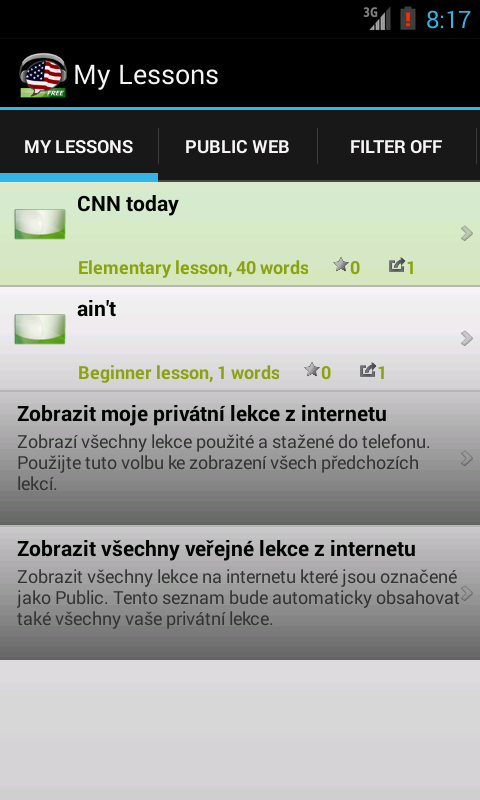 3G 8:17
FREE
My Lessons
MY LESSONS PUBLIC WEB FILTER OFF
CNN today
Elementary lesson, 40 words 0 1
ain't
Beginner lesson, 1 words 0 1
Zobrazit moje privátní lekce z internetu
Zobrazí všechny lekce použité a stažené do telefonu.
Použijte tuto volbu ke zobrazení všech předchozích
lekcí.
Zobrazit všechny veřejné lekce z internetu
Zobrazit všechny lekce na internetu které jsou označené
jako Public. Tento seznam bude automaticky obsahovat
také všechny vaše privátní lekce.